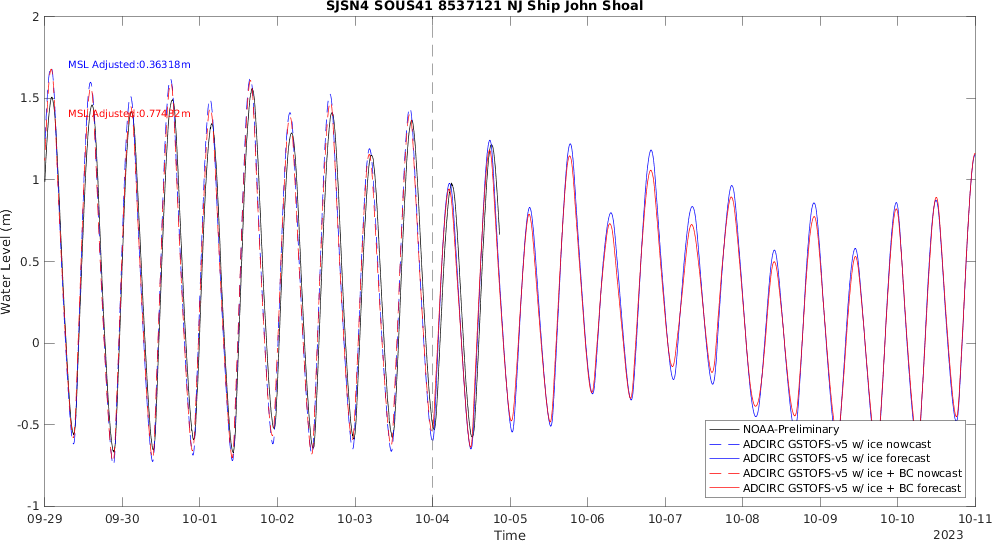 SJSN4 SOUS41 8537121 NJ Ship John Shoal
2
1.5
1
0.5
0
-0.5
-1
Water Level (m)
MSL Adjusted:0.36318m
MSL Adjusted:0.77432m
NOAA-Preliminary
ADCIRC GSTOFS-v5 w/ ice nowcast
ADCIRC GSTOFS-v5 w/ ice forecast
ADCIRC GSTOFS-v5 w/ ice + BC nowcast
ADCIRC GSTOFS-v5 w/ ice + BC forecast
09-29 09-30 10-01 10-02 10-03 10-04 10-05 10-06 10-07 10-08 10-09 10-10 10-11
Time
2023